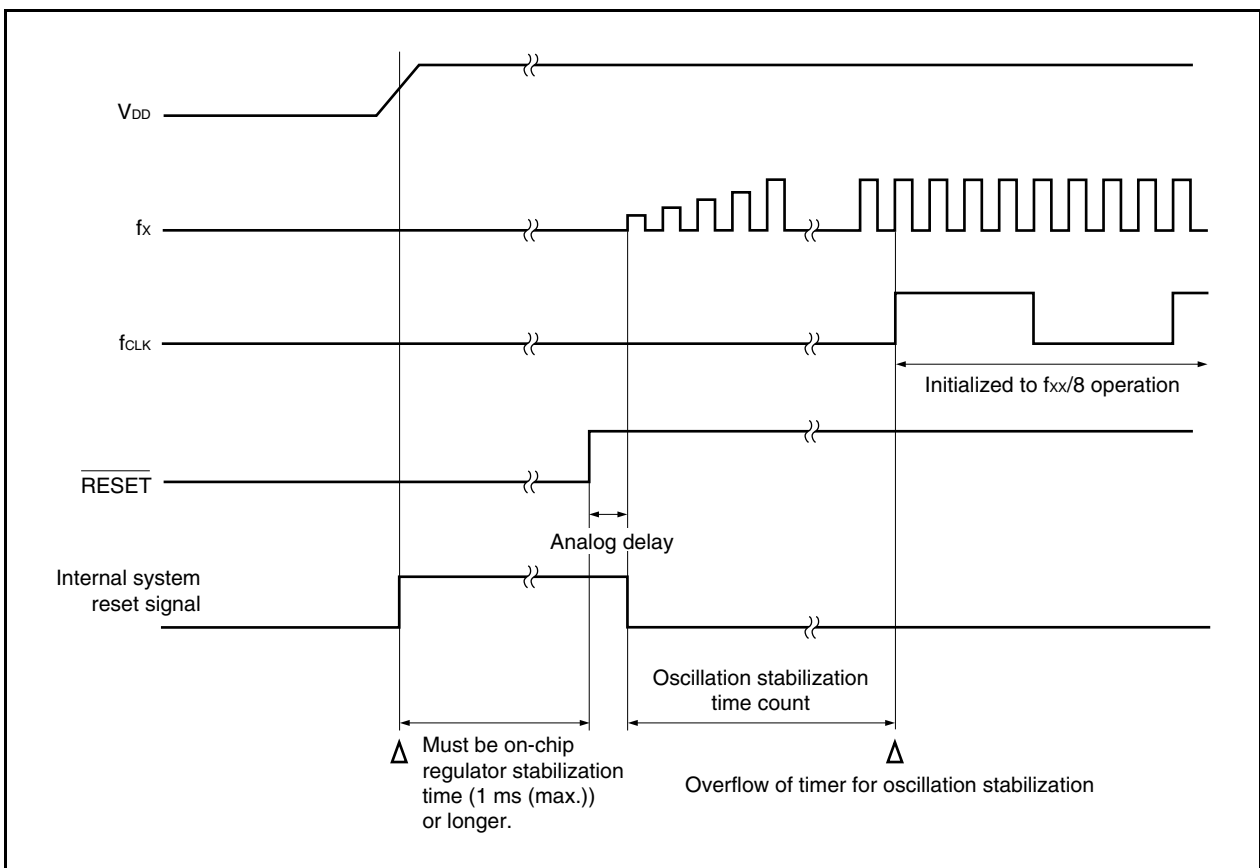 VDD
fX
fCLK
Initialized to fXX/8 operation
RESET
Analog delay
Internal system
reset signal
Oscillation stabilization
time count
Must be on-chip
regulator stabilization
time (1 ms (max.))
or longer.
Overflow of timer for oscillation stabilization